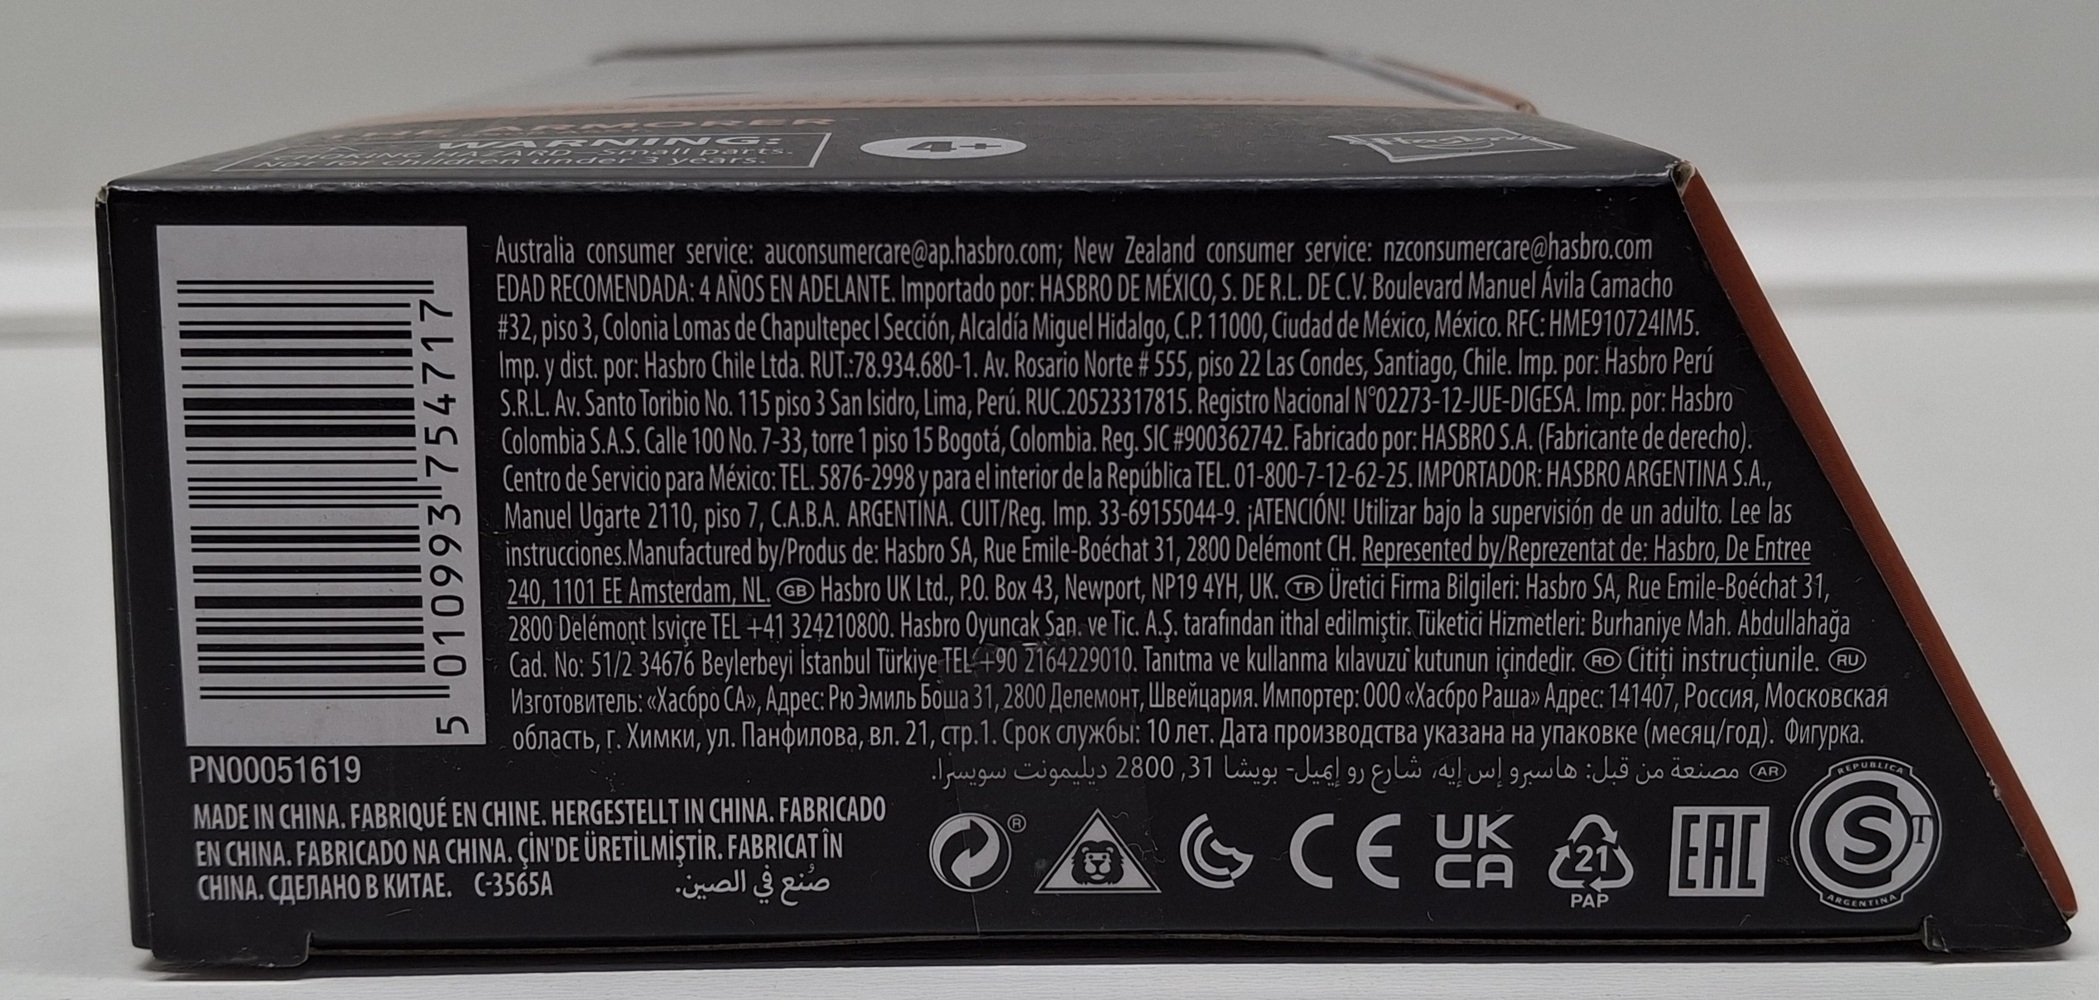 THE ARMORER
WARNING:
CHOKING HAZARD – Small parts.
Not for children under 3 years.
4+
Hasbro
5 010993 754717
Australia consumer service: auconsumercare@ap.hasbro.com; New Zealand consumer service: nzconsumercare@hasbro.com
EDAD RECOMENDADA: 4 AÑOS EN ADELANTE. Importado por: HASBRO DE MÉXICO, S. DE R.L. DE C.V. Boulevard Manuel Ávila Camacho
#32, piso 3, Colonia Lomas de Chapultepec I Sección, Alcaldía Miguel Hidalgo, C.P. 11000, Ciudad de México, México. RFC: HME910724IM5.
Imp. y dist. por: Hasbro Chile Ltda. RUT.:78.934.680-1. Av. Rosario Norte # 555, piso 22 Las Condes, Santiago, Chile. Imp. por: Hasbro Perú
S.R.L. Av. Santo Toribio No. 115 piso 3 San Isidro, Lima, Perú. RUC.20523317815. Registro Nacional N°02273-12-JUE-DIGESA. Imp. por: Hasbro
Colombia S.A.S. Calle 100 No. 7-33, torre 1 piso 15 Bogotá, Colombia. Reg. SIC #900362742. Fabricado por: HASBRO S.A. (Fabricante de derecho).
Centro de Servicio para México: TEL. 5876-2998 y para el interior de la República TEL. 01-800-7-12-62-25. IMPORTADOR: HASBRO ARGENTINA S.A.,
Manuel Ugarte 2110, piso 7, C.A.B.A. ARGENTINA. CUIT/Reg. Imp. 33-69155044-9. ¡ATENCIÓN! Utilizar bajo la supervisión de un adulto. Lee las
instrucciones.Manufactured by/Produs de: Hasbro SA, Rue Emile-Boéchat 31, 2800 Delémont CH. Represented by/Reprezentat de: Hasbro, De Entree
240, 1101 EE Amsterdam, NL. GB Hasbro UK Ltd., P.O. Box 43, Newport, NP19 4YH, UK. TR Üretici Firma Bilgileri: Hasbro SA, Rue Emile-Boéchat 31,
2800 Delémont Isviçre TEL +41 324210800. Hasbro Oyuncak San. ve Tic. A.Ş. tarafından ithal edilmiştir. Tüketici Hizmetleri: Burhaniye Mah. Abdullahağa
Cad. No: 51/2 34676 Beylerbeyi İstanbul Türkiye TEL +90 2164229010. Tanıtma ve kullanma kılavuzu kutunun içindedir. RO Citiți instrucțiunile. RU
Изготовитель: «Хасбро СА», Адрес: Рю Эмиль Боша 31, 2800 Делемонт, Швейцария. Импортер: ООО «Хасбро Раша» Адрес: 141407, Россия, Московская
область, г. Химки, ул. Панфилова, вл. 21, стр.1. Срок службы: 10 лет. Дата производства указана на упаковке (месяц/год). Фигурка.
AR مصنعة من قبل: هاسبرو إس إيه، شارع رو إميل- بويشا 31, 2800 ديليمونت سويسرا.
PN00051619
MADE IN CHINA. FABRIQUÉ EN CHINE. HERGESTELLT IN CHINA. FABRICADO
EN CHINA. FABRICADO NA CHINA. ÇİN'DE ÜRETİLMİŞTİR. FABRICAT ÎN
CHINA. СДЕЛАНО В КИТАЕ. C-3565A صُنع في الصين.
®
CE
UK
CA
21
PAP
EAC
REPUBLICA
S T
ARGENTINA